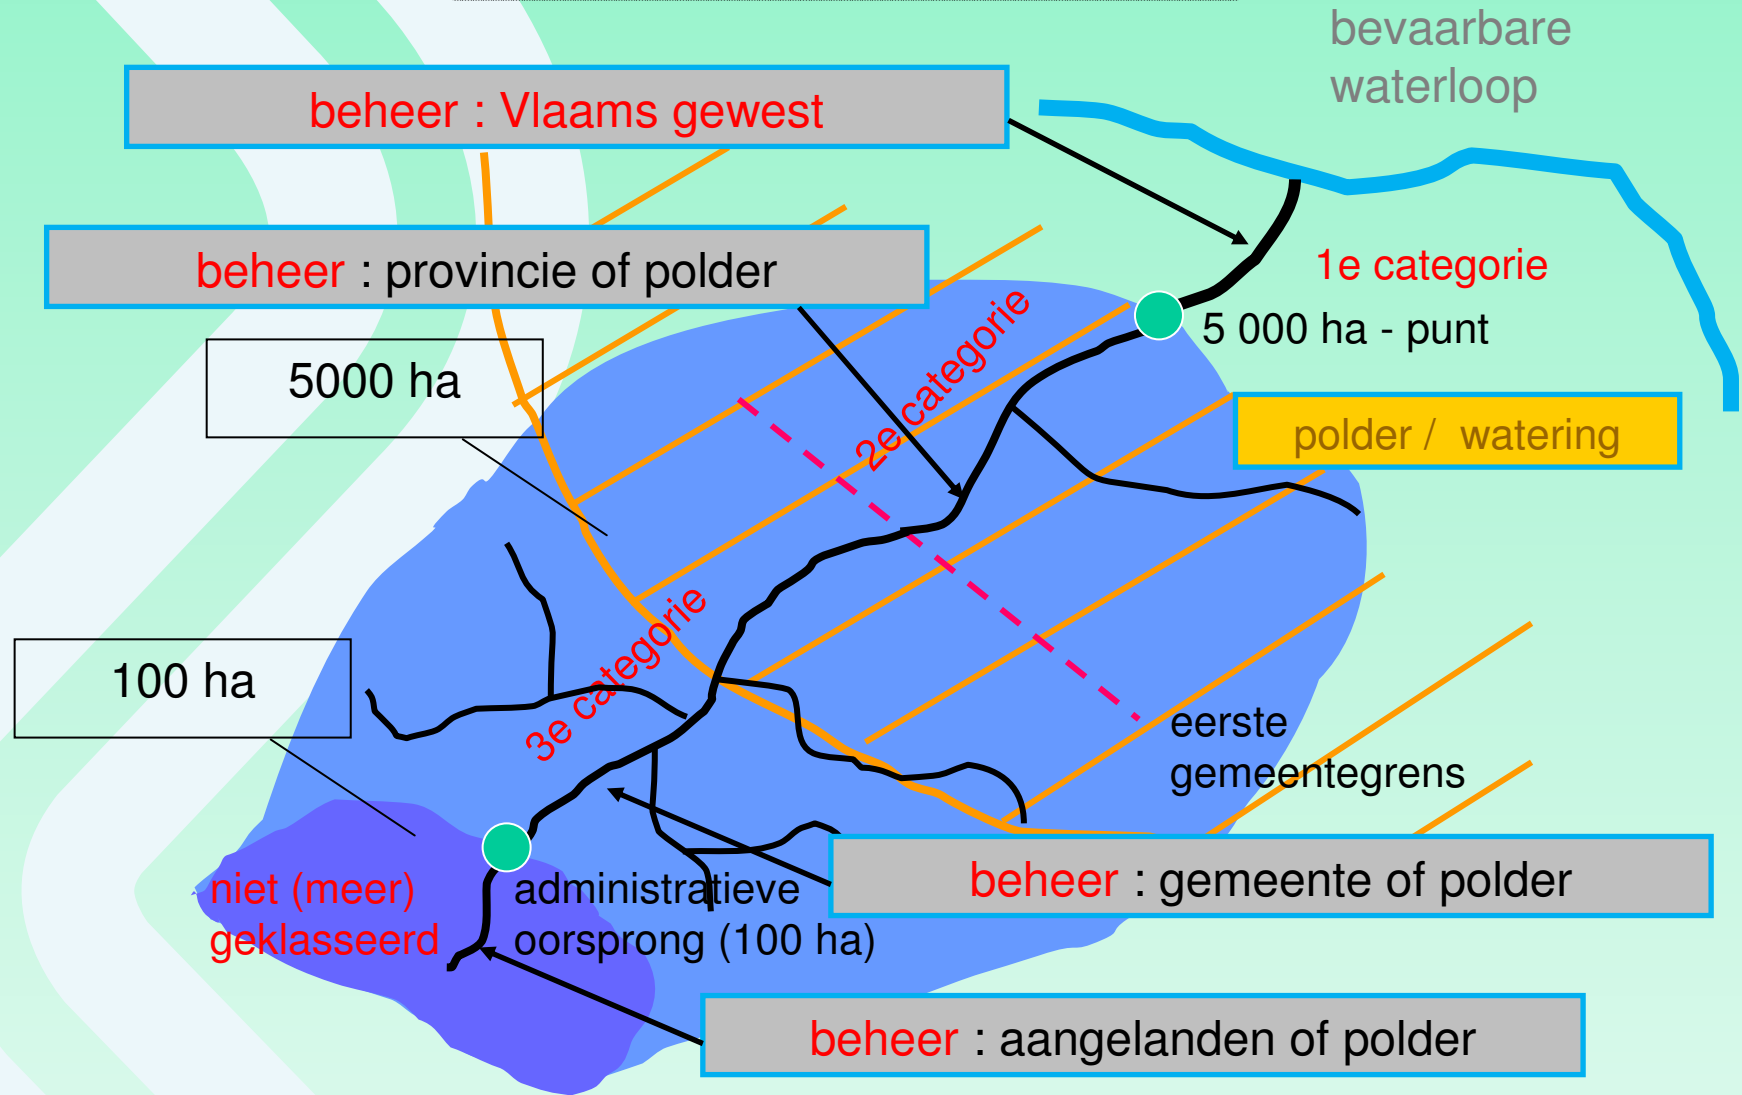 bevaarbare
waterloop
beheer : Vlaams gewest
beheer : provincie of polder
1e categorie
5 000 ha - punt
2e categorie
5000 ha
polder / watering
3e categorie
100 ha
eerste
gemeentegrens
beheer : gemeente of polder
niet (meer)
geklasseerd
administratieve
oorsprong (100 ha)
beheer : aangelanden of polder